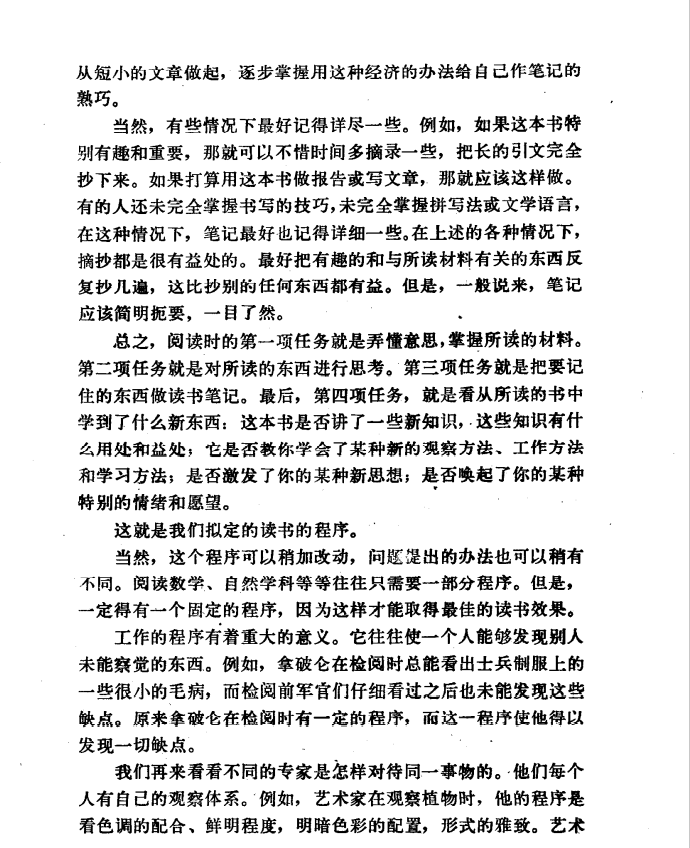 从短小的文章做起，逐步掌握用这种经济的办法给自己作笔记的
熟巧。
当然，有些情况下最好记得详尽一些。例如，如果这本书特
别有趣和重要，那就可以不惜时间多摘录一些，把长的引文完全
抄下来。如果打算用这本书做报告或写文章，那就应该这样做。
有的人还未完全掌握书写的技巧，未完全掌握拼写法或文学语言，
在这种情况下，笔记最好也记得详细一些。在上述的各种情况下，
摘抄都是很有益处的。最好把有趣的和与所读材料有关的东西反
复抄几遍，这比抄别的任何东西都有益。但是，一般说来，笔记
应该简明扼要，一目了然。
总之，阅读时的第一项任务就是弄懂意思，掌握所读的材料。
第二项任务就是对所读的东西进行思考。第三项任务就是把要记
住的东西做读书笔记。最后，第四项任务，就是看从所读的书中
学到了什么新东西：这本书是否讲了一些新知识，这些知识有什
么用处和益处；它是否教你学会了某种新的观察方法、工作方法
和学习方法；是否激发了你的某种新思想；是否唤起了你的某种
特别的情绪和愿望。
这就是我们拟定的读书的程序。
当然，这个程序可以稍加改动，问题提出的办法也可以稍有
不同。阅读数学、自然学科等等往往只需要一部分程序。但是，
一定得有一个固定的程序，因为这样才能取得最佳的读书效果。
工作的程序有着重大的意义。它往往使一个人能够发现别人
未能察觉的东西。例如，拿破仑在检阅时总能看出士兵制服上的
一些很小的毛病，而检阅前军官们仔细看过之后也未能发现这些
缺点。原来拿破仑在检阅时有一定的程序，而这一程序使他得以
发现一切缺点。
我们再来看看不同的专家是怎样对待同一事物的。他们每个
人有自己的观察体系。例如，艺术家在观察植物时，他的程序是
看色调的配合、鲜明程度，明暗色彩的配置，形式的雅致。艺术